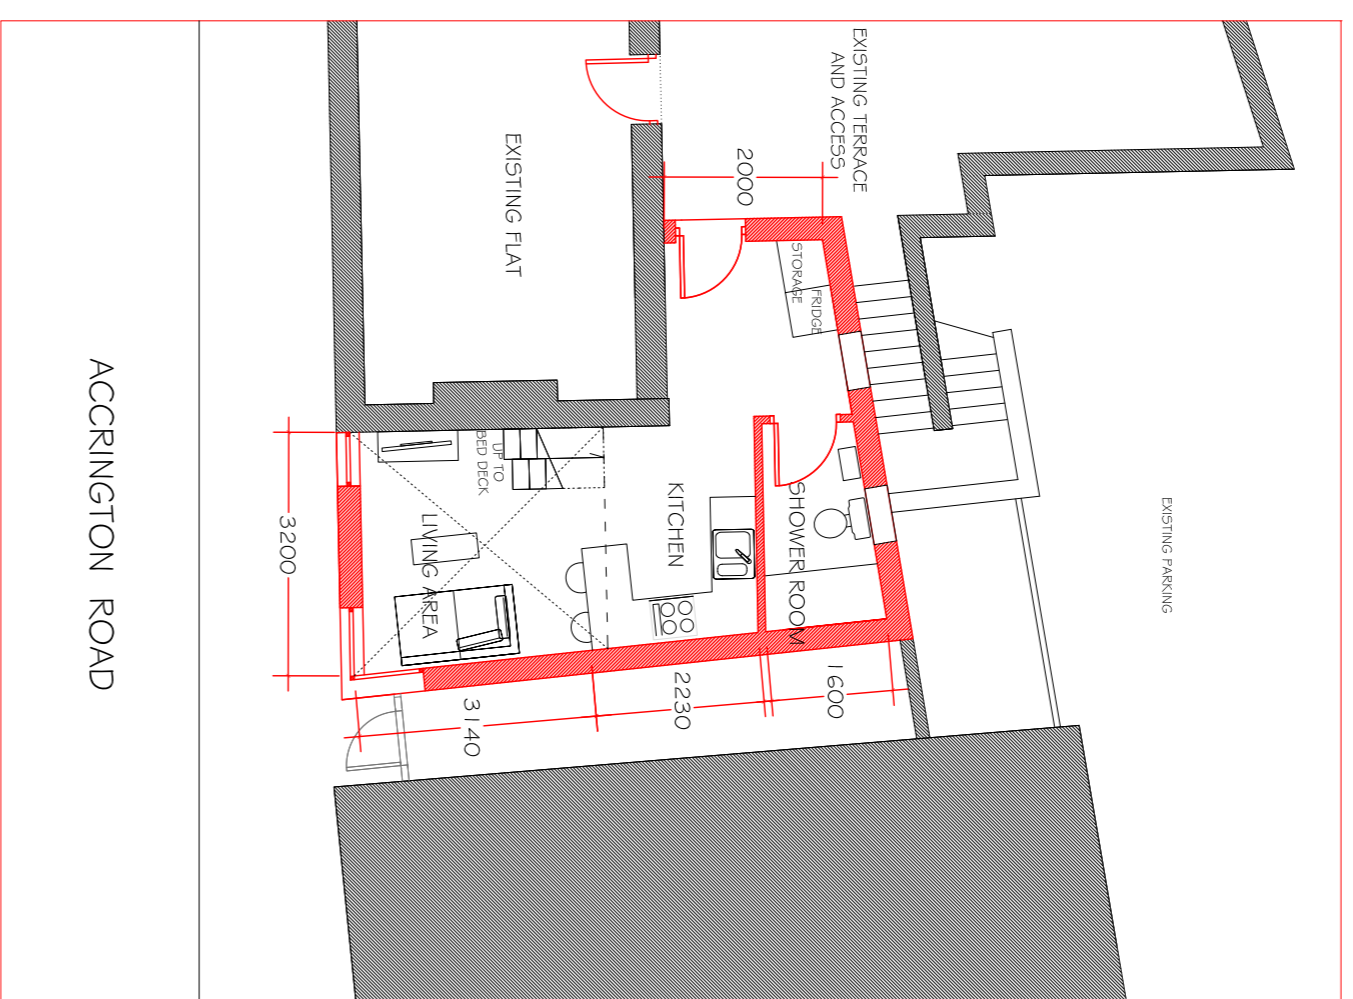 EXISTING TERRACE
AND ACCESS
2000
EXISTING FLAT
STORAGE
FRIDGE
UP TO
BED DECK
KITCHEN
SHOWER ROOM
LIVING AREA
3200
3140
2230
1600
EXISTING PARKING
ACCRINGTON ROAD